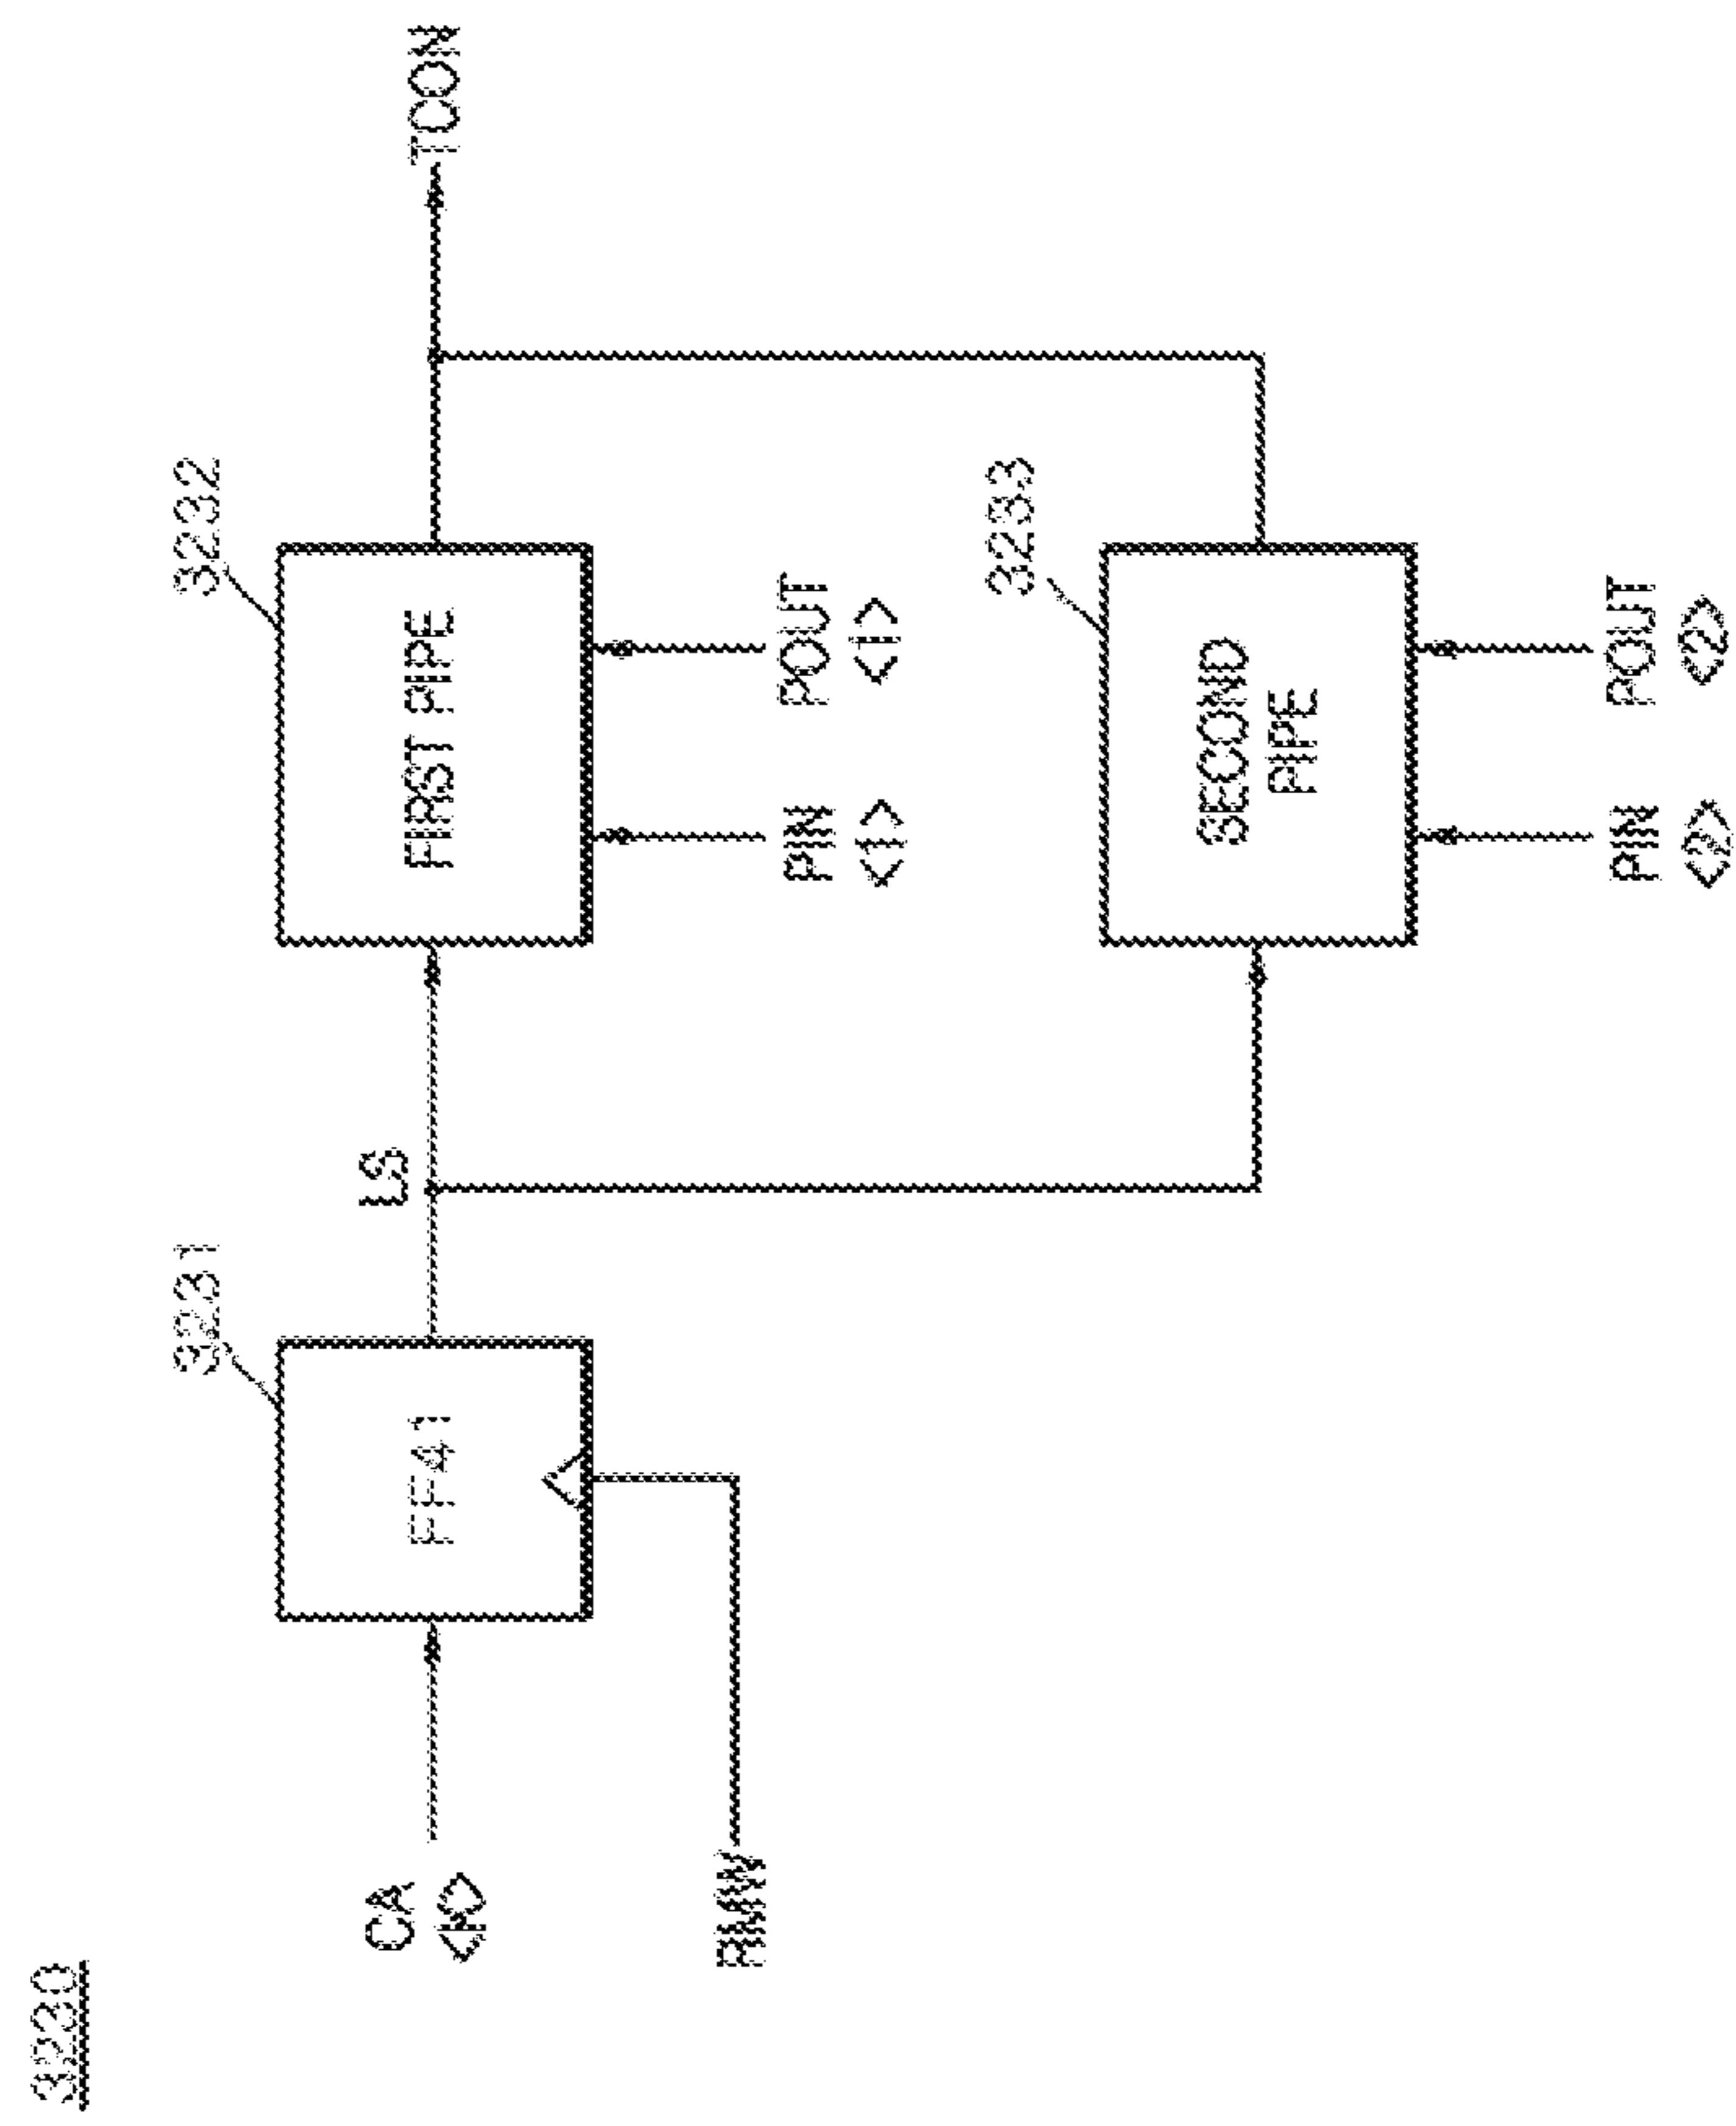 3230
3231
3232
CA
<K>
FF41
LS
FIRST PIPE
TCON
RMW
PIN
<1>
POUT
<1>
3233
SECOND
PIPE
PIN
<2>
POUT
<2>